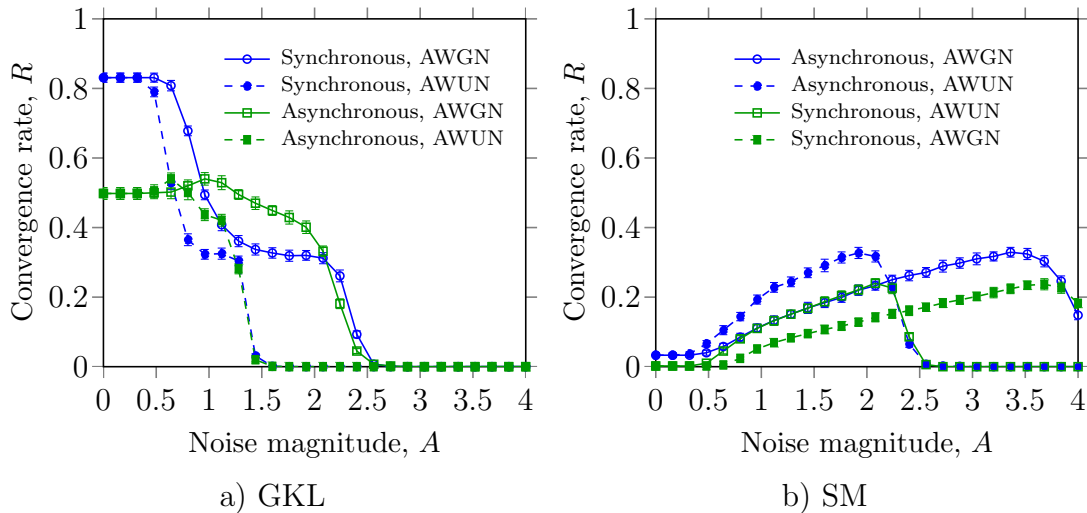 Convergence rate, R
1
0.8
0.6
0.4
0.2
0
0 0.5 1 1.5 2 2.5 3 3.5 4
Noise magnitude, A
Synchronous, AWGN
Synchronous, AWUN
Asynchronous, AWGN
Asynchronous, AWUN
a) GKL
Convergence rate, R
1
0.8
0.6
0.4
0.2
0
0 0.5 1 1.5 2 2.5 3 3.5 4
Noise magnitude, A
Asynchronous, AWGN
Asynchronous, AWUN
Synchronous, AWUN
Synchronous, AWGN
b) SM